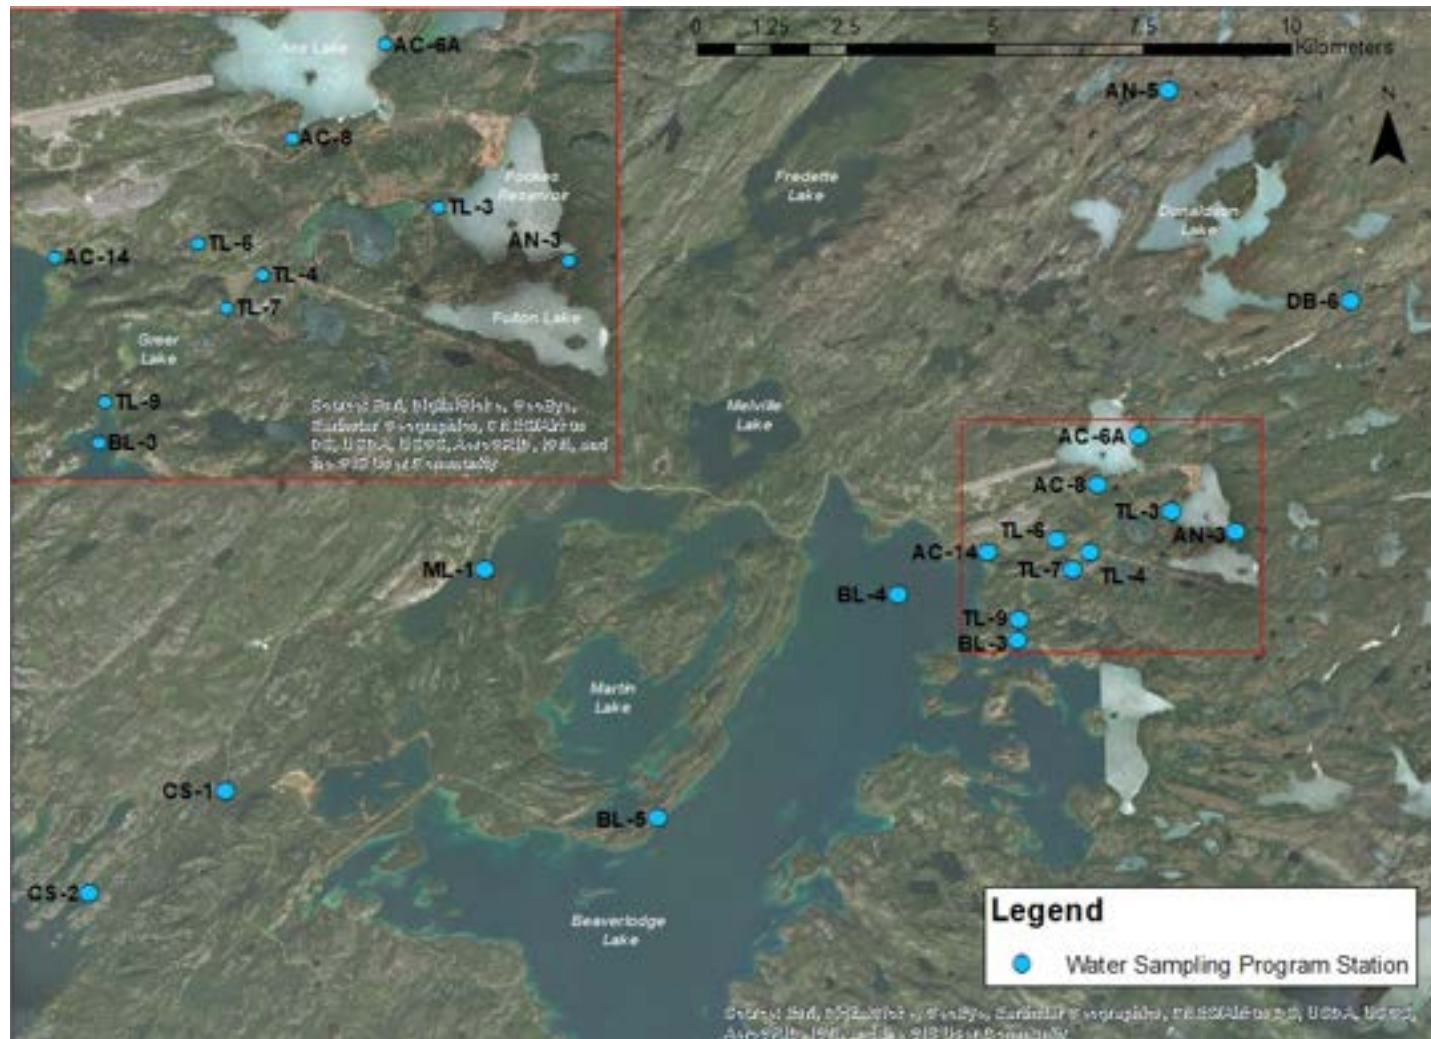 Ace Lake
AC-6A
AC-8
Fookes
Reservoir
TL-3
AN-3
TL-6
AC-14
TL-4
TL-7
Fulton Lake
Greer
Lake
TL-9
BL-3
0 1.25 2.5 5 7.5 10
Kilometers
N
AN-5
Fredette
Lake
Donaldson
Lake
DB-6
Melville
Lake
AC-6A
AC-8
TL-3
TL-6
AN-3
AC-14
TL-7
TL-4
ML-1
BL-4
TL-9
BL-3
Martin
Lake
CS-1
BL-5
CS-2
Beaverlodge
Lake
Legend
Water Sampling Program Station